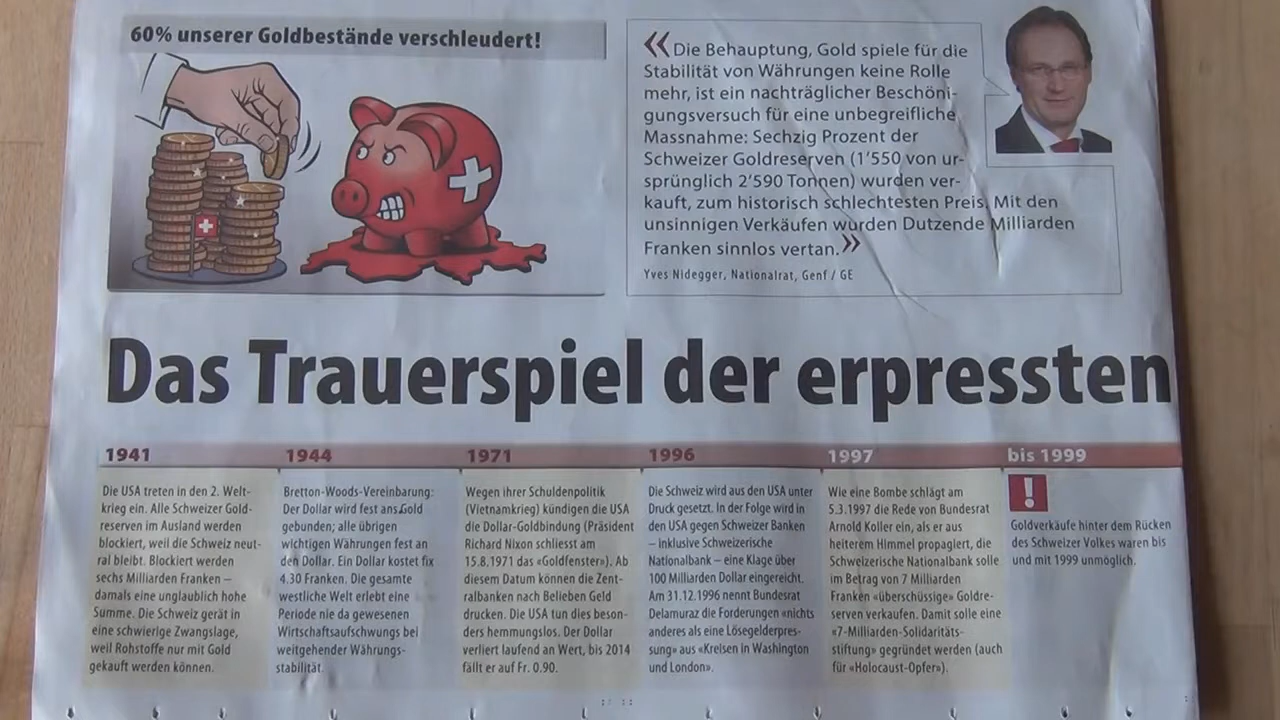 60% unserer Goldbestände verschleudert!
«Die Behauptung, Gold spiele für die
Stabilität von Währungen keine Rolle
mehr, ist ein nachträglicher Beschöni-
gungsversuch für eine unbegreifliche
Massnahme: Sechzig Prozent der
Schweizer Goldreserven (1'550 von ur-
sprünglich 2'590 Tonnen) wurden ver-
kauft, zum historisch schlechtesten Preis. Mit den
unsinnigen Verkäufen wurden Dutzende Milliarden
Franken sinnlos vertan.»
Yves Nidegger, Nationalrat, Genf / GE
Das Trauerspiel der erpressten
1941
Die USA treten in den 2. Welt-
krieg ein. Alle Schweizer Gold-
reserven im Ausland werden
blockiert, weil die Schweiz neut-
ral bleibt. Blockiert werden
sechs Milliarden Franken –
damals eine unglaublich hohe
Summe. Die Schweiz gerät in
eine schwierige Zwangslage,
weil Rohstoffe nur mit Gold
gekauft werden können.
1944
Bretton-Woods-Vereinbarung:
Der Dollar wird fest ans Gold
gebunden; alle übrigen
wichtigen Währungen fest an
den Dollar. Ein Dollar kostet fix
4.30 Franken. Die gesamte
westliche Welt erlebt eine
Periode nie da gewesenen
Wirtschaftsaufschwungs bei
weitgehender Währungs-
stabilität.
1971
Wegen ihrer Schuldenpolitik
(Vietnamkrieg) kündigen die USA
die Dollar-Goldbindung (Präsident
Richard Nixon schliesst am
15.8.1971 das «Goldfenster»). Ab
diesem Datum können die Zent-
ralbanken nach Belieben Geld
drucken. Die USA tun dies beson-
ders hemmungslos. Der Dollar
verliert laufend an Wert, bis 2014
fällt er auf Fr. 0.90.
1996
Die Schweiz wird aus den USA unter
Druck gesetzt. In der Folge wird in
den USA gegen Schweizer Banken
– inklusive Schweizerische
Nationalbank – eine Klage über
100 Milliarden Dollar eingereicht.
Am 31.12.1996 nennt Bundesrat
Delamuraz die Forderungen «nichts
anderes als eine Lösegelderpres-
sung» aus «Kreisen in Washington
und London».
1997
Wie eine Bombe schlägt am
5.3.1997 die Rede von Bundesrat
Arnold Koller ein, als er aus
heiterem Himmel propagiert, die
Schweizerische Nationalbank solle
im Betrag von 7 Milliarden
Franken «überschüssige» Goldre-
serven verkaufen. Damit solle eine
«7-Milliarden-Solidaritäts-
stiftung» gegründet werden (auch
für «Holocaust-Opfer»).
bis 1999
!
Goldverkäufe hinter dem Rücken
des Schweizer Volkes waren bis
und mit 1999 unmöglich.